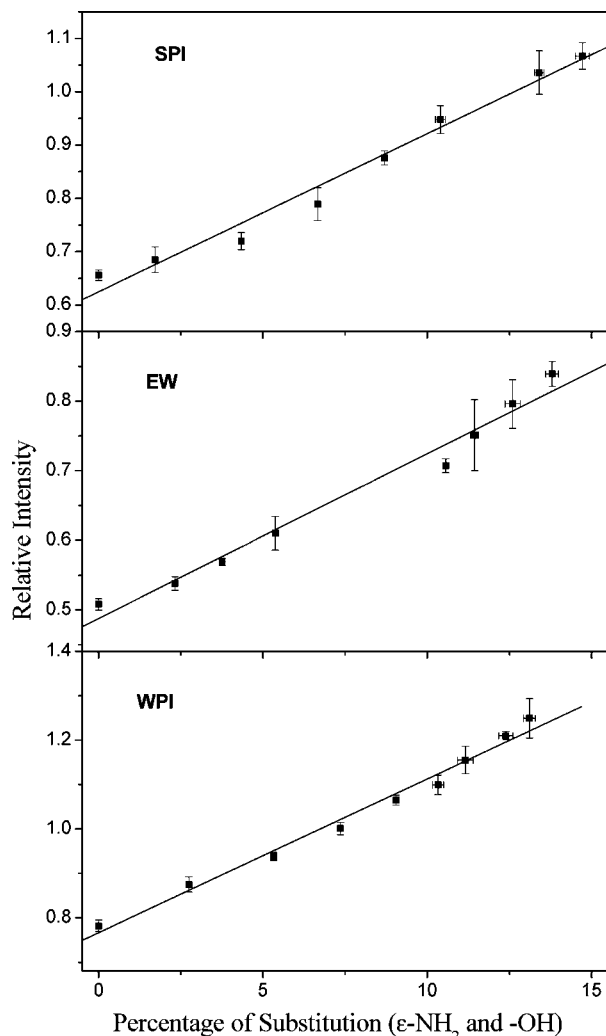 SPI
1.1
1.0
0.9
0.8
0.7
0.6
0.9
EW
0.8
0.7
0.6
0.5
1.4
WPI
1.2
1.0
0.8
0 5 10 15
Relative Intensity
Percentage of Substitution (ε-NH₂ and -OH)